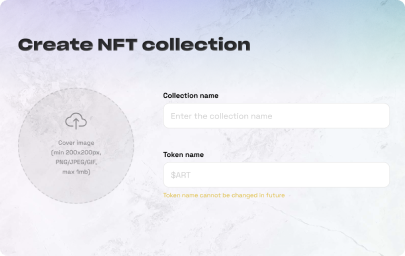 Create NFT collection
Collection name
Enter the collection name
Cover image
(min 200x200px,
PNG/JPEG/GIF,
max 1mb)
Token name
$ART
Token name cannot be changed in future